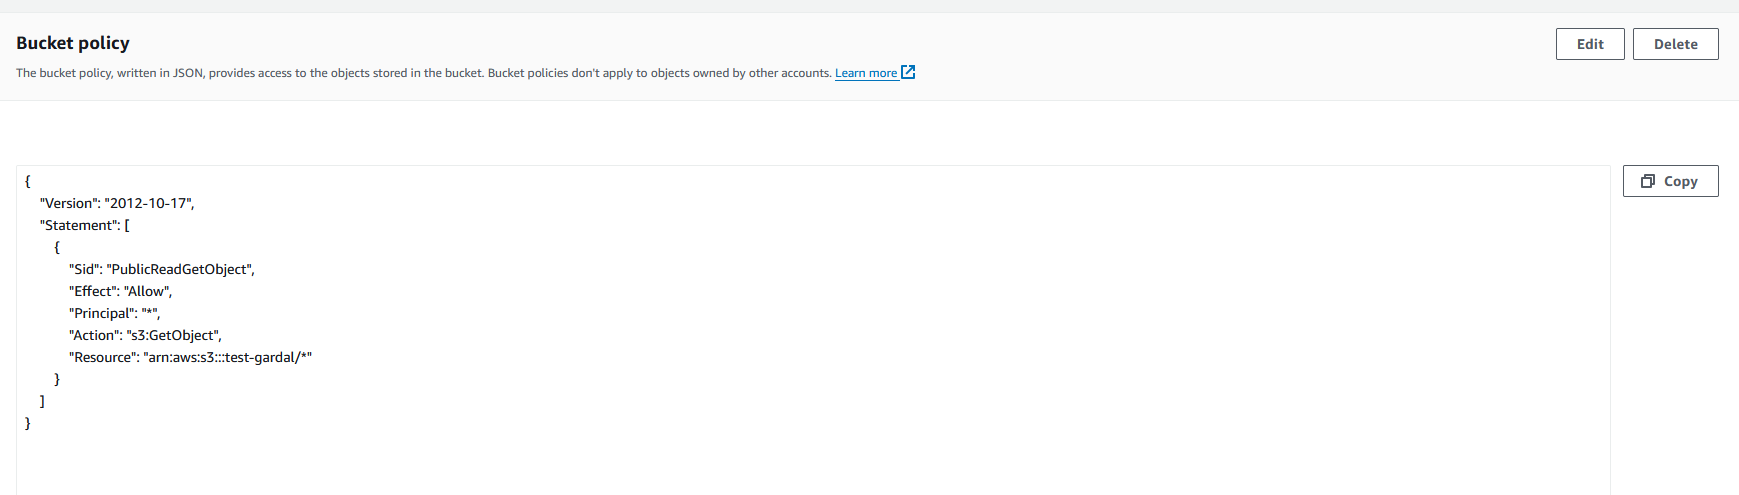 Bucket policy
Edit
Delete
The bucket policy, written in JSON, provides access to the objects stored in the bucket. Bucket policies don't apply to objects owned by other accounts. Learn more
Copy
{
"Version": "2012-10-17",
"Statement": [
{
"Sid": "PublicReadGetObject",
"Effect": "Allow",
"Principal": "*",
"Action": "s3:GetObject",
"Resource": "arn:aws:s3:::test-gardal/*"
}
]
}